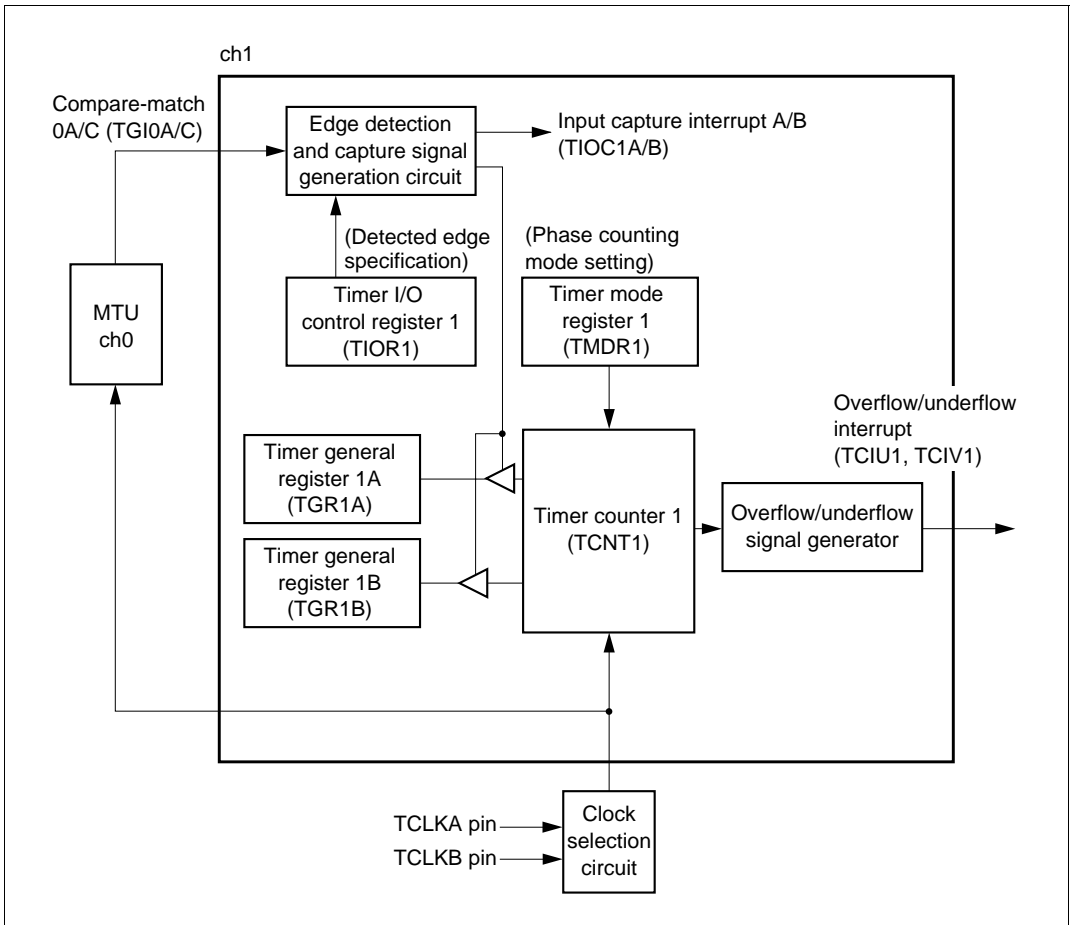 ch1
Compare-match
0A/C (TGI0A/C)
Edge detection
and capture signal
generation circuit
Input capture interrupt A/B
(TIOC1A/B)
(Detected edge
specification)
(Phase counting
mode setting)
MTU
ch0
Timer I/O
control register 1
(TIOR1)
Timer mode
register 1
(TMDR1)
Overflow/underflow
interrupt
(TCIU1, TCIV1)
Timer general
register 1A
(TGR1A)
Timer counter 1
(TCNT1)
Overflow/underflow
signal generator
Timer general
register 1B
(TGR1B)
TCLKA pin
TCLKB pin
Clock
selection
circuit